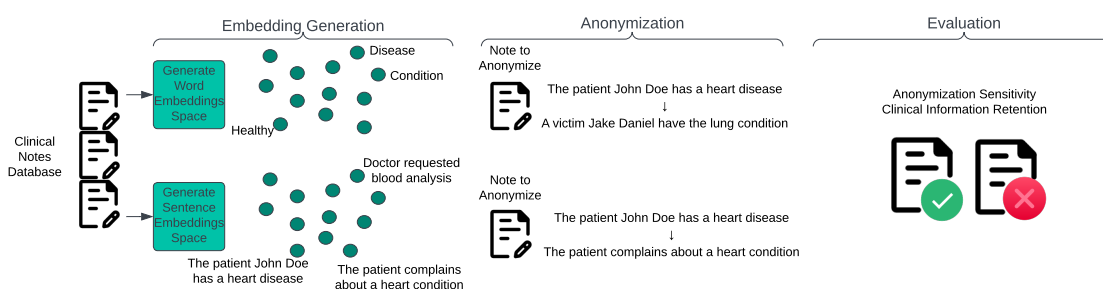 Embedding Generation
Anonymization
Evaluation
Clinical
Notes
Database
Generate
Word
Embeddings
Space
Disease
Condition
Healthy
Generate
Sentence
Embeddings
Space
Doctor requested
blood analysis
The patient John Doe
has a heart disease
The patient complains
about a heart condition
Note to
Anonymize
The patient John Doe has a heart disease
↓
A victim Jake Daniel have the lung condition
Note to
Anonymize
The patient John Doe has a heart disease
↓
The patient complains about a heart condition
Anonymization Sensitivity
Clinical Information Retention